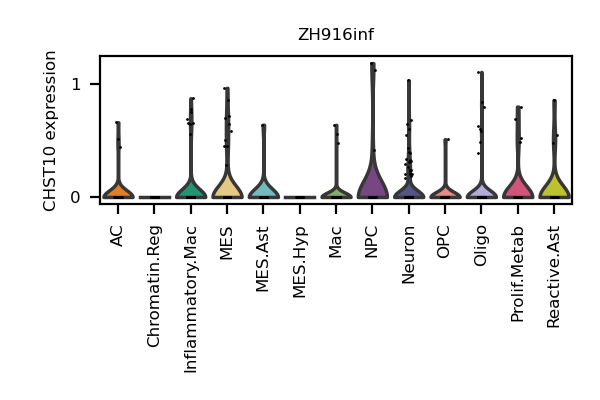 ZH916inf
CHST10 expression
1
0
AC
Chromatin.Reg
Inflammatory.Mac
MES
MES.Ast
MES.Hyp
Mac
NPC
Neuron
OPC
Oligo
Prolif.Metab
Reactive.Ast